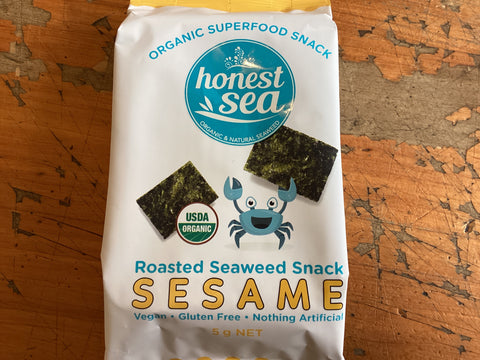 ORGANIC SUPERFOOD SNACK
honest
sea
ORGANIC & NATURAL SEAWEED
USDA
ORGANIC
Roasted Seaweed Snack
SESAME
Vegan • Gluten Free • Nothing Artificial
5 g NET